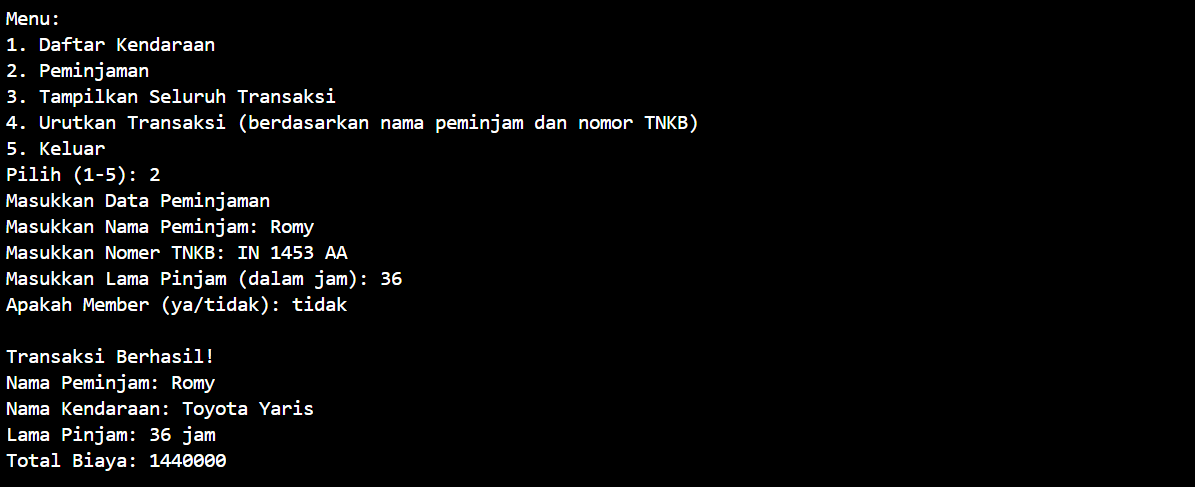 Menu:
1. Daftar Kendaraan
2. Peminjaman
3. Tampilkan Seluruh Transaksi
4. Urutkan Transaksi (berdasarkan nama peminjam dan nomor TNKB)
5. Keluar
Pilih (1-5): 2
Masukkan Data Peminjaman
Masukkan Nama Peminjam: Romy
Masukkan Nomer TNKB: IN 1453 AA
Masukkan Lama Pinjam (dalam jam): 36
Apakah Member (ya/tidak): tidak
Transaksi Berhasil!
Nama Peminjam: Romy
Nama Kendaraan: Toyota Yaris
Lama Pinjam: 36 jam
Total Biaya: 1440000